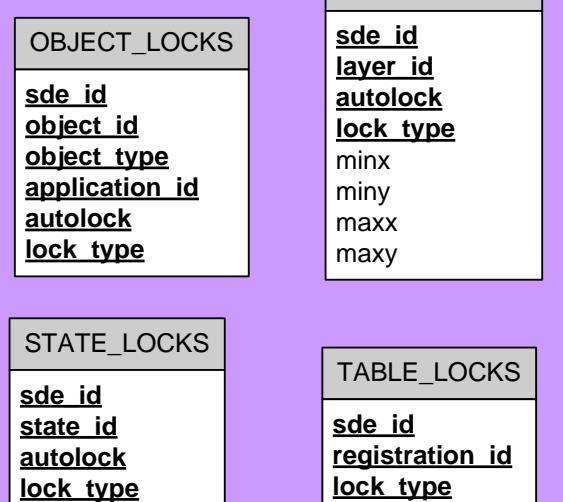 OBJECT_LOCKS
sde_id
object_id
object_type
application_id
autolock
lock_type
sde_id
layer_id
autolock
lock_type
minx
miny
maxx
maxy
STATE_LOCKS
sde_id
state_id
autolock
lock_type
TABLE_LOCKS
sde_id
registration_id
lock_type